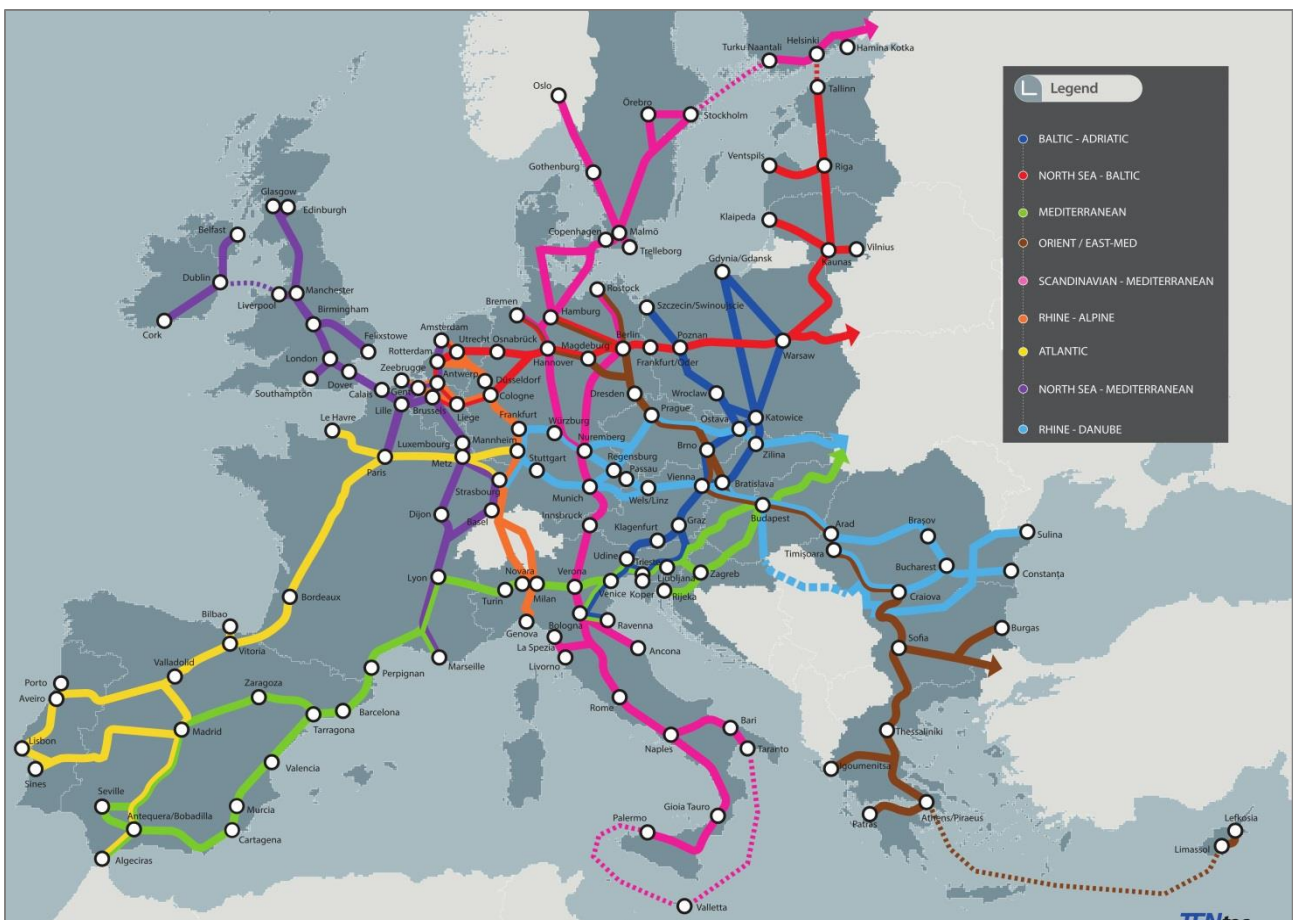 Turku Naantali
Helsinki
Hamina Kotka
Oslo
Örebro
Stockholm
Tallinn
Legend
BALTIC - ADRIATIC
NORTH SEA - BALTIC
MEDITERRANEAN
ORIENT / EAST-MED
SCANDINAVIAN - MEDITERRANEAN
RHINE - ALPINE
ATLANTIC
NORTH SEA - MEDITERRANEAN
RHINE - DANUBE
Ventspils
Riga
Gothenburg
Glasgow
Edinburgh
Klaipeda
Belfast
Copenhagen
Malmö
Trelleborg
Vilnius
Kaunas
Gdynia/Gdansk
Dublin
Liverpool
Manchester
Rostock
Szczecin/Swinoujscie
Bremen
Hamburg
Birmingham
Cork
Felixstowe
Amsterdam
Utrecht
Osnabrück
Magdeburg
Berlin
Poznan
Warsaw
Rotterdam
Hannover
Frankfurt/Oder
London
Zeebrugge
Antwerp
Düsseldorf
Dover
Southampton
Calais
Gent
Cologne
Dresden
Wroclaw
Lille
Brussels
Liege
Prague
Katowice
Le Havre
Frankfurt
Würzburg
Ostava
Luxembourg
Mannheim
Nuremberg
Brno
Zilina
Paris
Metz
Stuttgart
Regensburg
Passau
Strasbourg
Vienna
Bratislava
Munich
Wels/Linz
Dijon
Basel
Innsbruck
Klagenfurt
Graz
Budapest
Arad
Braşov
Sulina
Timişoara
Udine
Trieste
Ljubljana
Zagreb
Bucharest
Constanţa
Lyon
Novara
Verona
Turin
Milan
Venice
Koper
Rijeka
Craiova
Bordeaux
Genova
Bologna
Ravenna
Bilbao
Vitoria
La Spezia
Livorno
Ancona
Sofia
Burgas
Valladolid
Perpignan
Marseille
Porto
Aveiro
Zaragoza
Barcelona
Tarragona
Rome
Madrid
Bari
Naples
Taranto
Thessaliniki
Lisbon
Sines
Valencia
Igoumenitsa
Seville
Murcia
Antequera/Bobadilla
Cartagena
Gioia Tauro
Palermo
Patras
Athens/Piraeus
Lefkosia
Algeciras
Limassol
Valletta